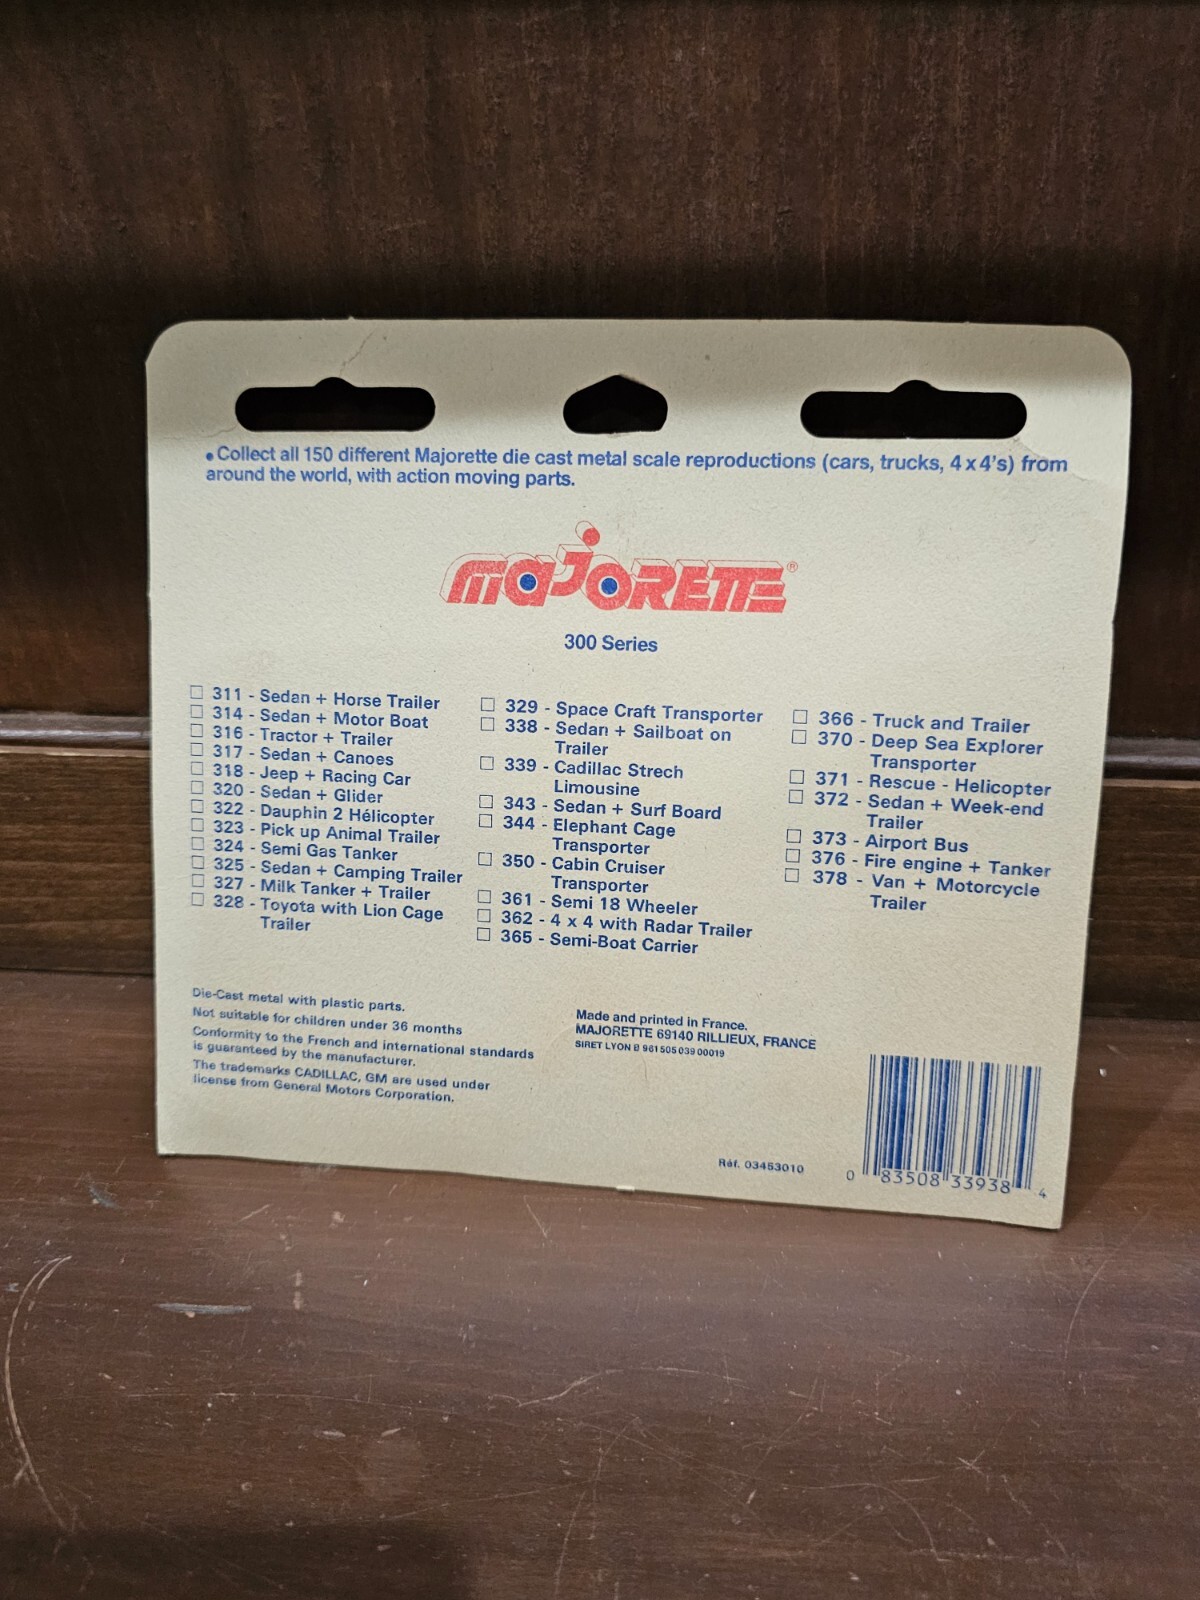 • Collect all 150 different Majorette die cast metal scale reproductions (cars, trucks, 4 x 4's) from
around the world, with action moving parts.
majORETTE®
300 Series
311 - Sedan + Horse Trailer
314 - Sedan + Motor Boat
316 - Tractor + Trailer
317 - Sedan + Canoes
318 - Jeep + Racing Car
320 - Sedan + Glider
322 - Dauphin 2 Hélicopter
323 - Pick up Animal Trailer
324 - Semi Gas Tanker
325 - Sedan + Camping Trailer
327 - Milk Tanker + Trailer
328 - Toyota with Lion Cage
Trailer
329 - Space Craft Transporter
338 - Sedan + Sailboat on
Trailer
339 - Cadillac Strech
Limousine
343 - Sedan + Surf Board
344 - Elephant Cage
Transporter
350 - Cabin Cruiser
Transporter
361 - Semi 18 Wheeler
362 - 4 x 4 with Radar Trailer
365 - Semi-Boat Carrier
366 - Truck and Trailer
370 - Deep Sea Explorer
Transporter
371 - Rescue - Helicopter
372 - Sedan + Week-end
Trailer
373 - Airport Bus
376 - Fire engine + Tanker
378 - Van + Motorcycle
Trailer
Die-Cast metal with plastic parts.
Not suitable for children under 36 months
Conformity to the French and international standards
is guaranteed by the manufacturer.
The trademarks CADILLAC, GM are used under
license from General Motors Corporation.
Made and printed in France.
MAJORETTE 69140 RILLIEUX, FRANCE
SIRET LYON B 961 505 039 00019
Réf. 03453010
0 83508 33938 4